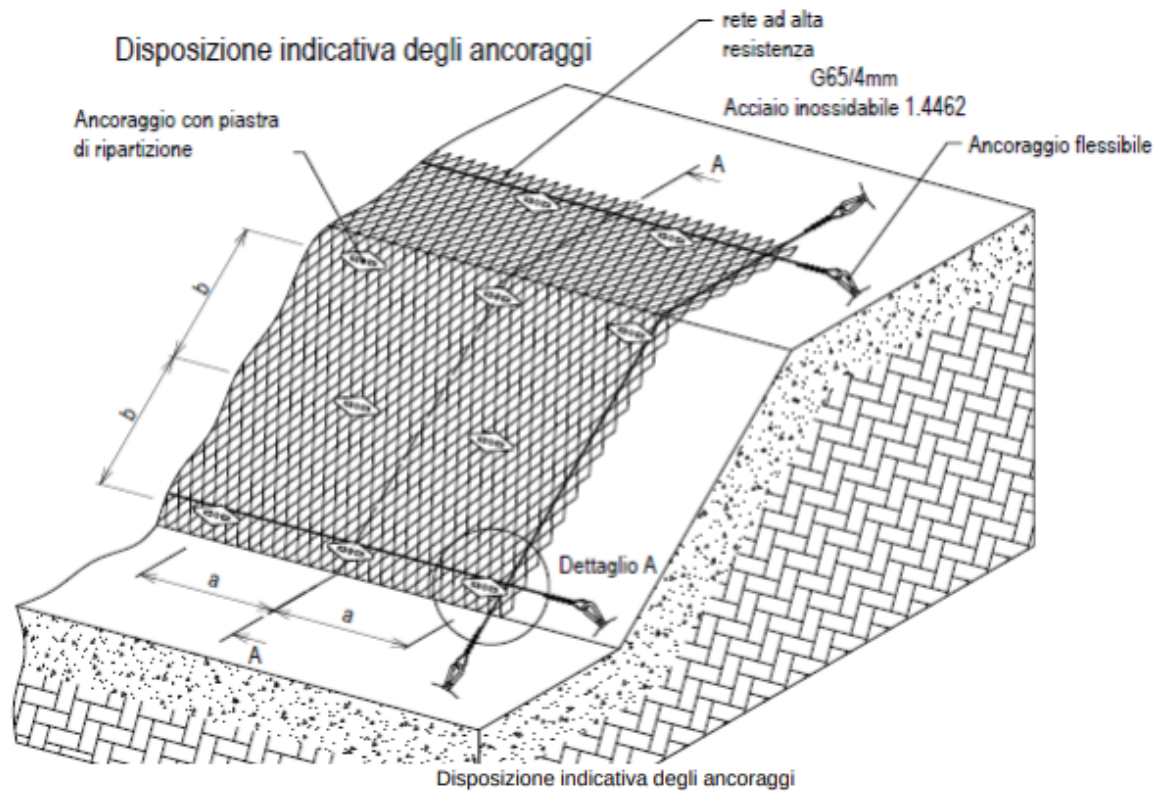 rete ad alta
resistenza
Disposizione indicativa degli ancoraggi
G65/4mm
Acciaio inossidabile 1.4462
Ancoraggio con piastra
di ripartizione
Ancoraggio flessibile
A
b
b
Dettaglio A
a
a
A
Disposizione indicativa degli ancoraggi